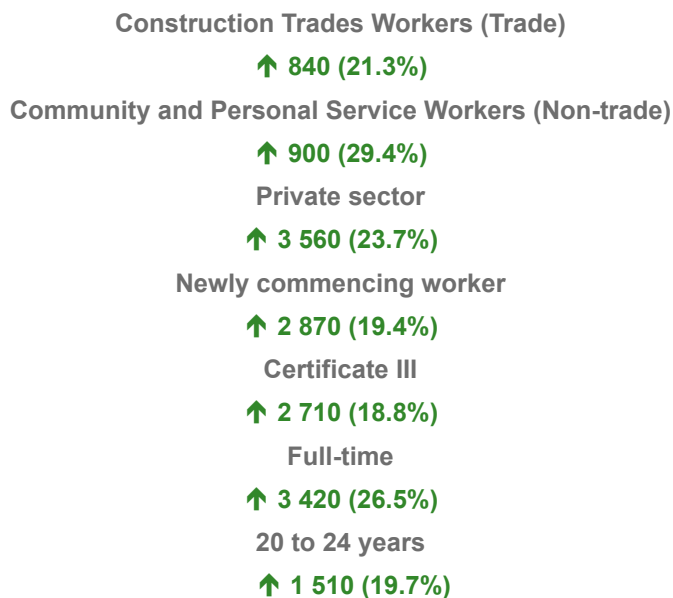 Construction Trades Workers (Trade)
↑ 840 (21.3%)
Community and Personal Service Workers (Non-trade)
↑ 900 (29.4%)
Private sector
↑ 3 560 (23.7%)
Newly commencing worker
↑ 2 870 (19.4%)
Certificate III
↑ 2 710 (18.8%)
Full-time
↑ 3 420 (26.5%)
20 to 24 years
↑ 1 510 (19.7%)